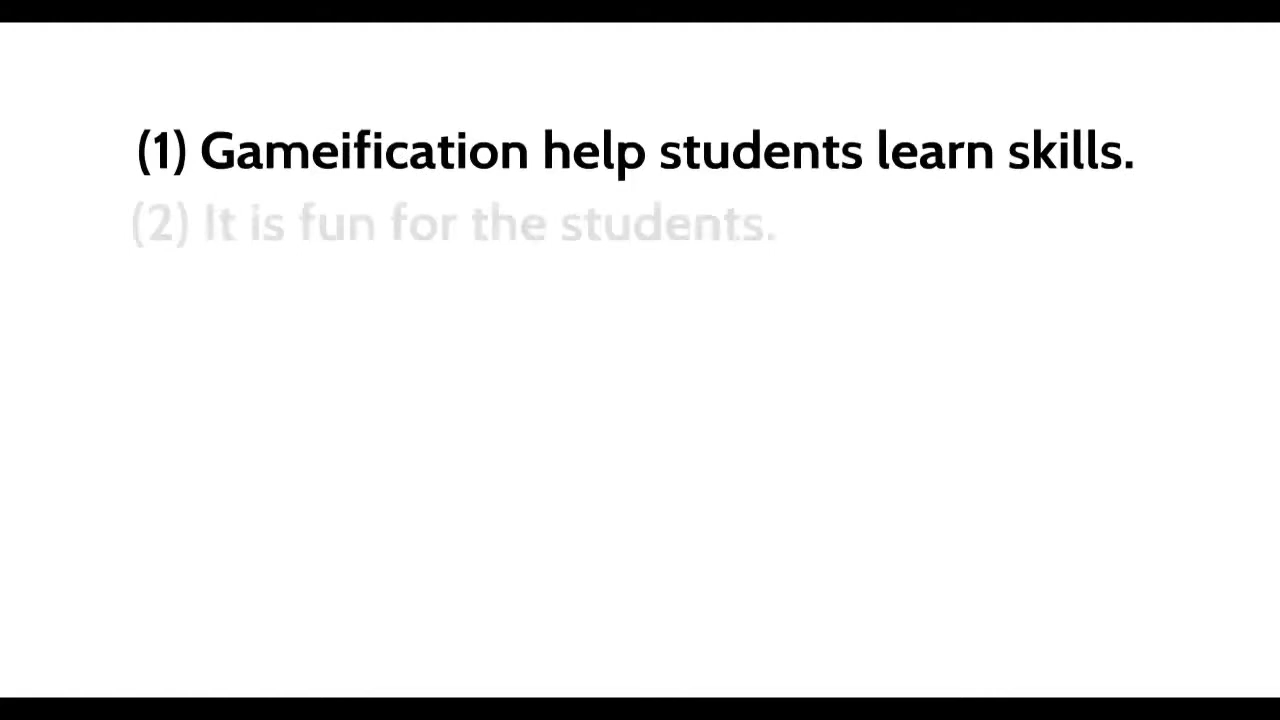 (1) Gameification help students learn skills.
(2) It is fun for the students.